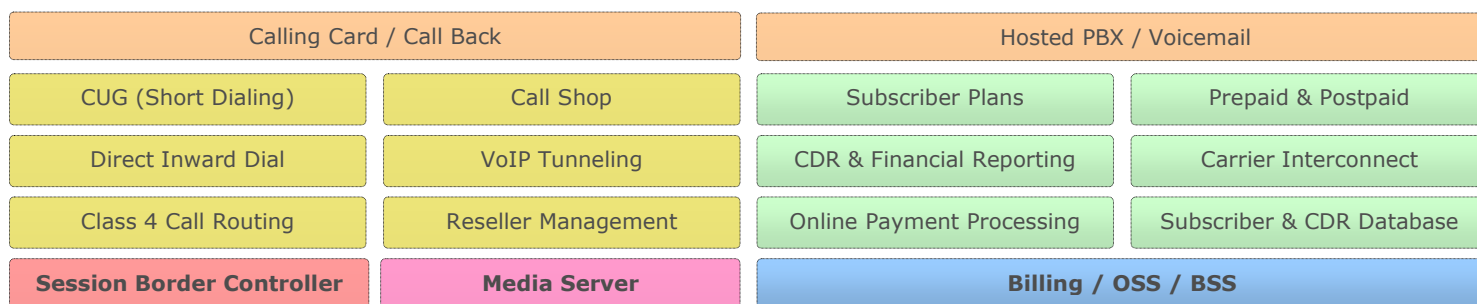 Calling Card / Call Back
Hosted PBX / Voicemail
CUG (Short Dialing)
Call Shop
Subscriber Plans
Prepaid & Postpaid
Direct Inward Dial
VoIP Tunneling
CDR & Financial Reporting
Carrier Interconnect
Class 4 Call Routing
Reseller Management
Online Payment Processing
Subscriber & CDR Database
Session Border Controller
Media Server
Billing / OSS / BSS